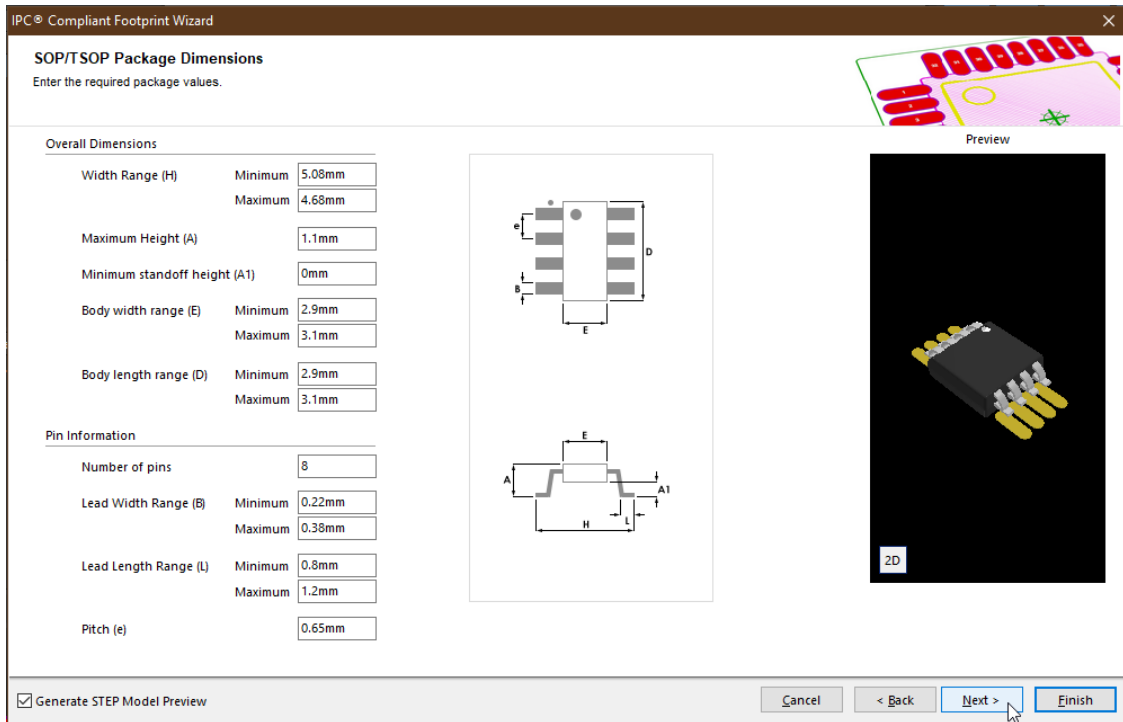 IPC® Compliant Footprint Wizard
SOP/TSOP Package Dimensions
Enter the required package values.
Overall Dimensions
Width Range (H) Minimum 5.08mm
Maximum 4.68mm
Maximum Height (A) 1.1mm
Minimum standoff height (A1) 0mm
Body width range (E) Minimum 2.9mm
Maximum 3.1mm
Body length range (D) Minimum 2.9mm
Maximum 3.1mm
Pin Information
Number of pins 8
Lead Width Range (B) Minimum 0.22mm
Maximum 0.38mm
Lead Length Range (L) Minimum 0.8mm
Maximum 1.2mm
Pitch (e) 0.65mm
e
D
B
E
E
A
A1
L
H
Preview
2D
Generate STEP Model Preview
Cancel
< Back
Next >
Finish